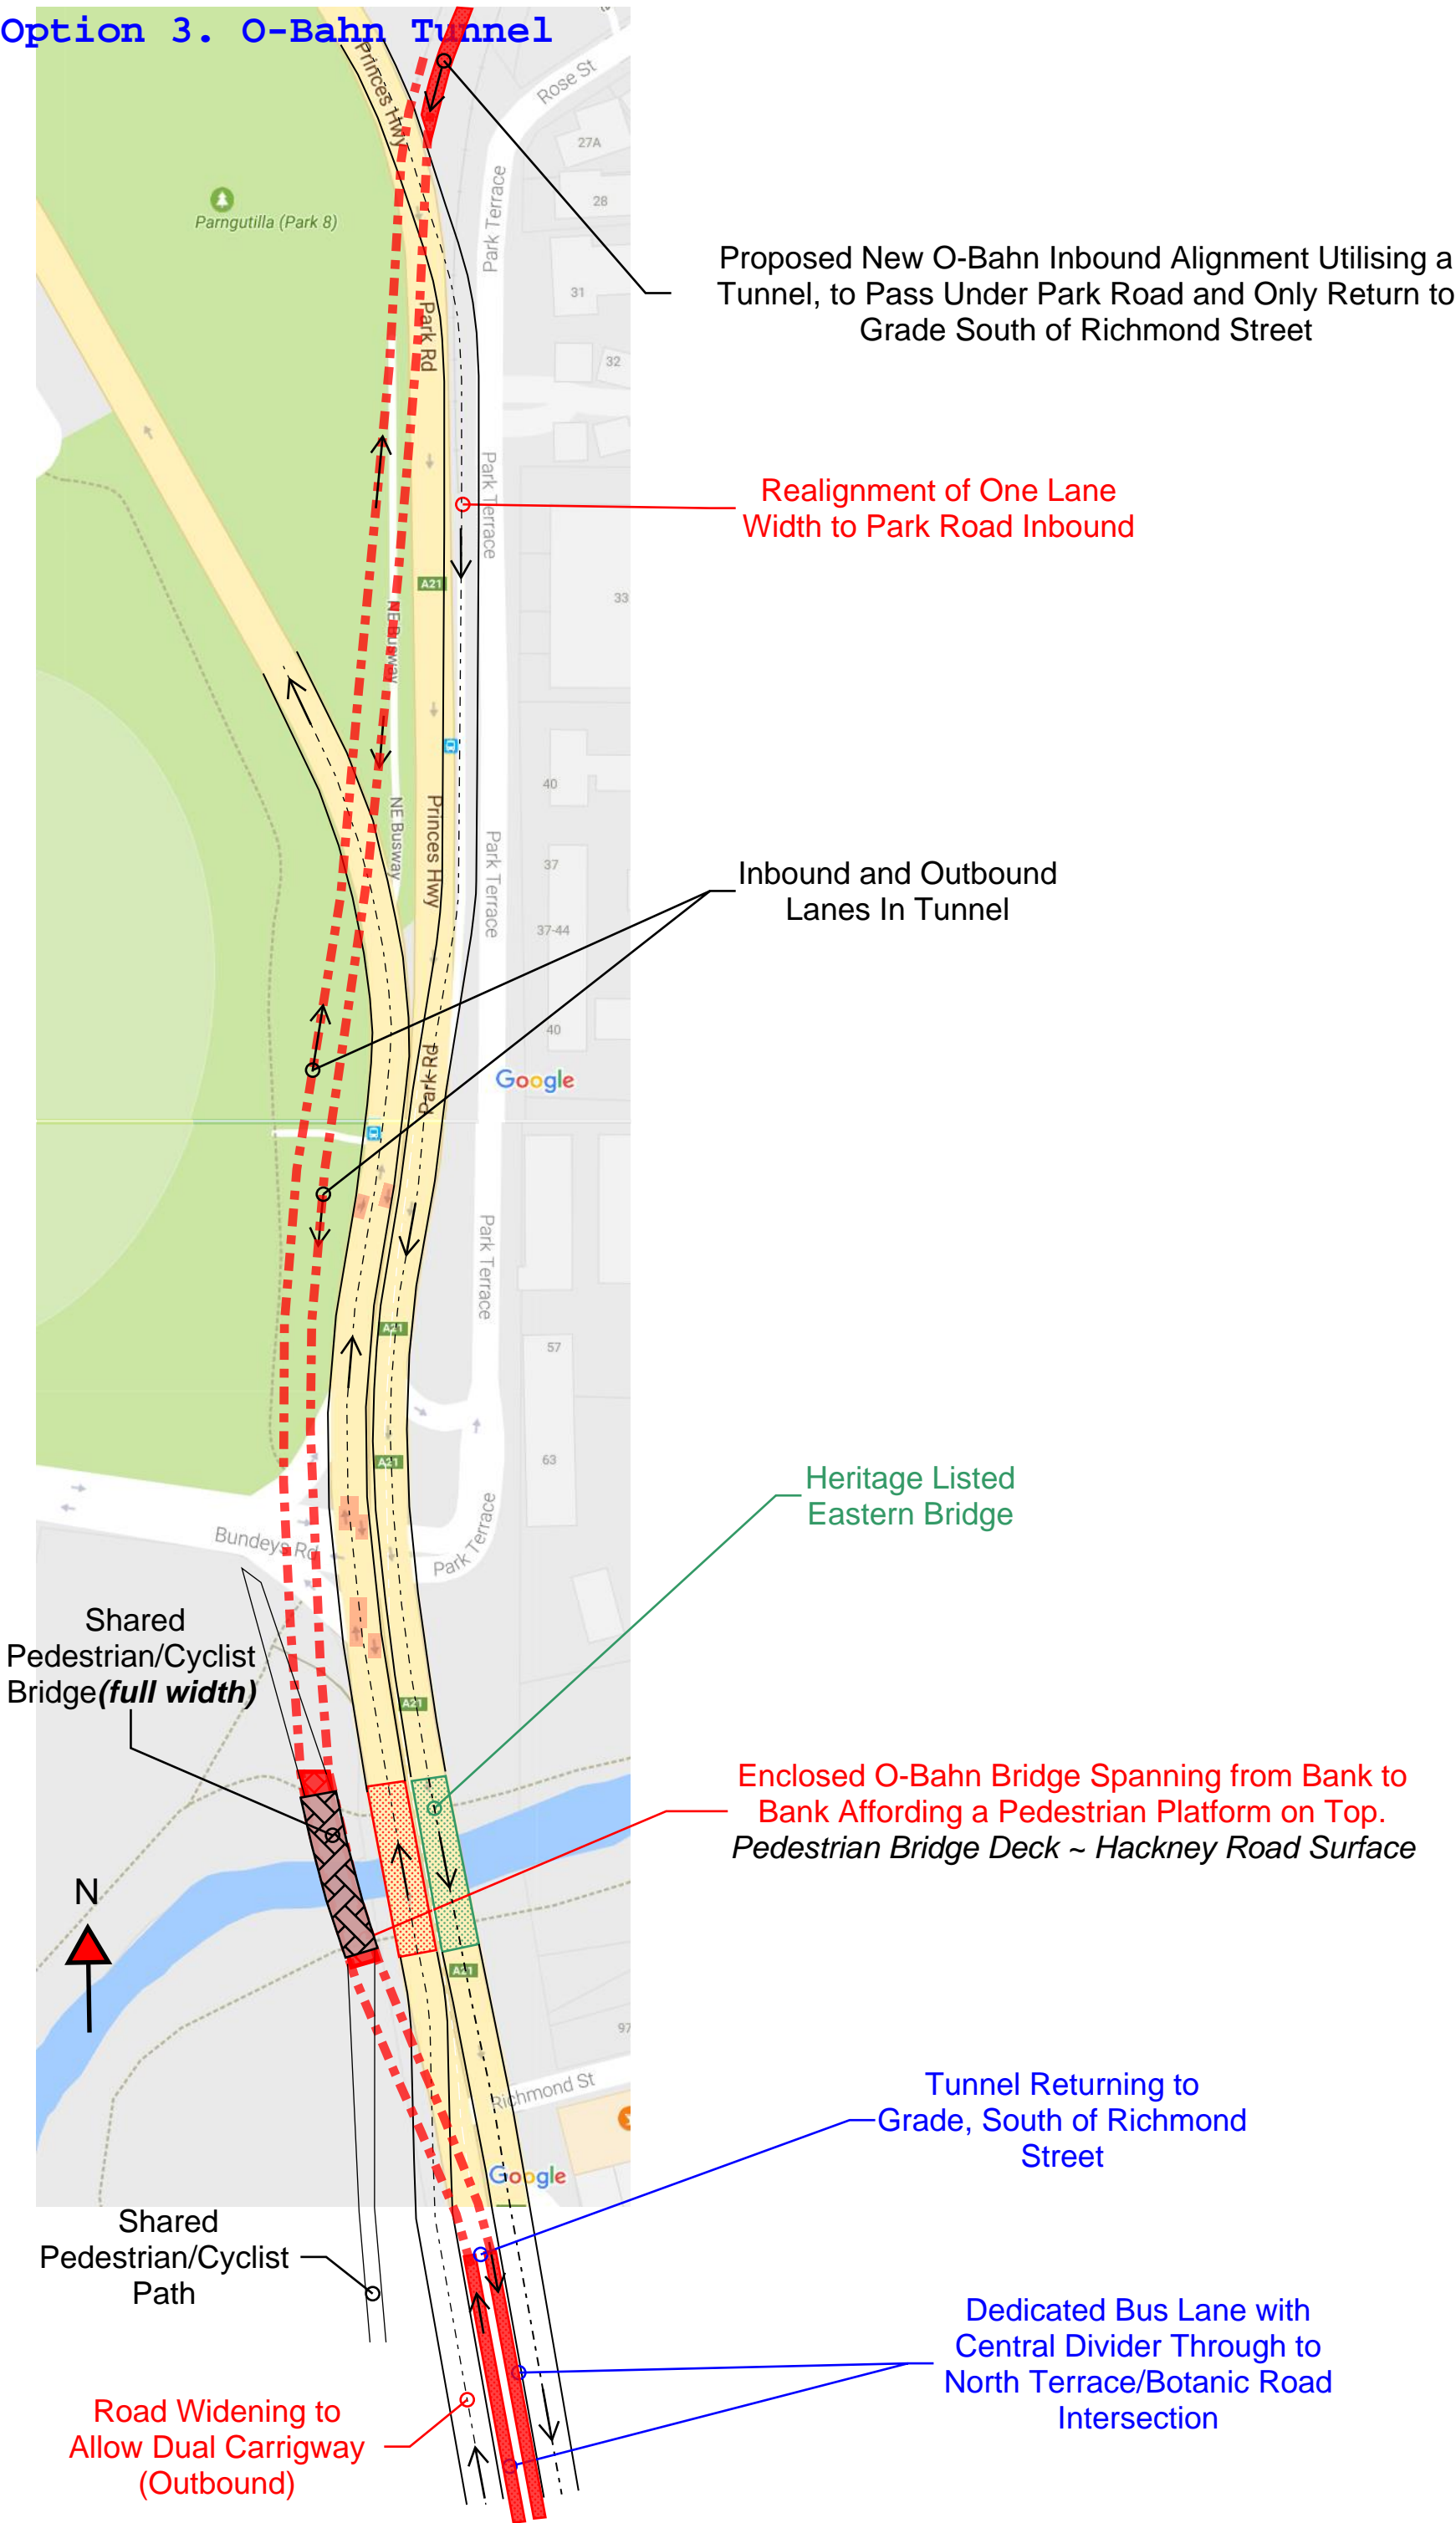 Option 3. O-Bahn Tunnel
Princes Hwy
Rose St
27A
28
Parngutilla (Park 8)
Park Terrace
Proposed New O-Bahn Inbound Alignment Utilising a
Tunnel, to Pass Under Park Road and Only Return to
Grade South of Richmond Street
31
Park Rd
32
Park Terrace
Realignment of One Lane
Width to Park Road Inbound
A21
33
NE Busway
40
NE Busway
Princes Hwy
Park Terrace
37
Inbound and Outbound
Lanes In Tunnel
37-44
40
Park Rd
Google
Park Terrace
A21
57
A21
63
Heritage Listed
Eastern Bridge
Bundeys Rd
Park Terrace
Shared
Pedestrian/Cyclist
Bridge(full width)
A21
Enclosed O-Bahn Bridge Spanning from Bank to
Bank Affording a Pedestrian Platform on Top.
Pedestrian Bridge Deck ~ Hackney Road Surface
N
A21
97
Richmond St
Tunnel Returning to
Grade, South of Richmond
Street
Google
Shared
Pedestrian/Cyclist
Path
Dedicated Bus Lane with
Central Divider Through to
North Terrace/Botanic Road
Intersection
Road Widening to
Allow Dual Carrigway
(Outbound)